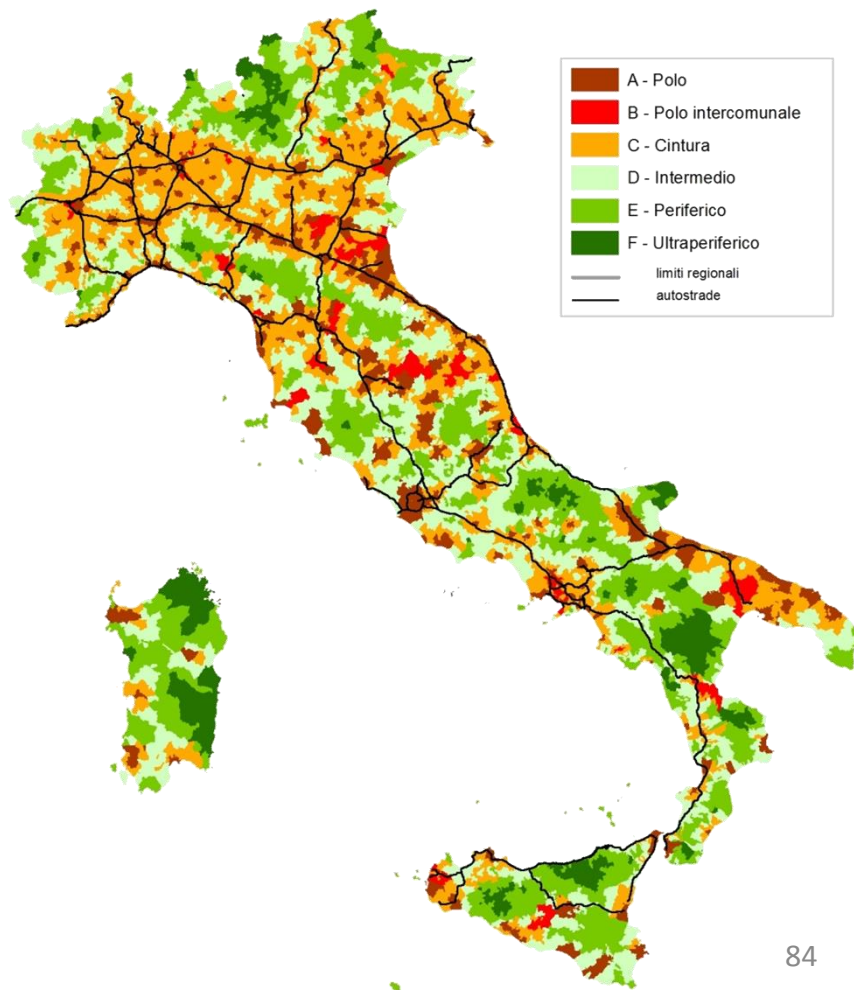 A - Polo
B - Polo intercomunale
C - Cintura
D - Intermedio
E - Periferico
F - Ultraperiferico
limiti regionali
autostrade
84